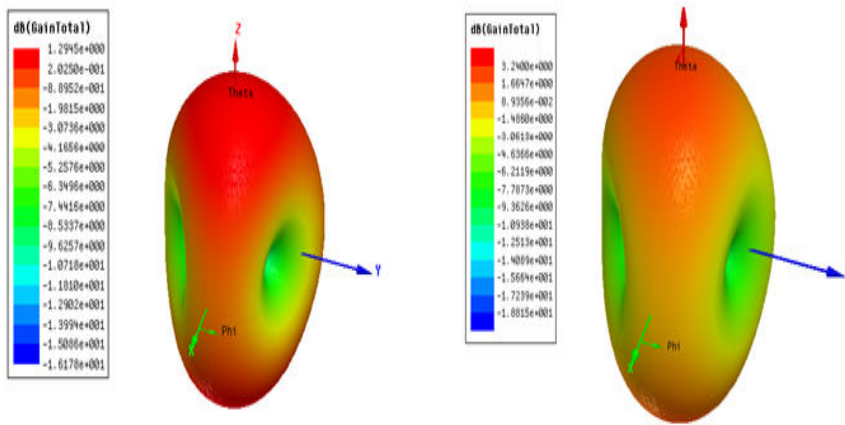 dB(GainTotal)
1.2945e+000
2.0250e-001
-8.8952e-001
-1.9815e+000
-3.0736e+000
-4.1656e+000
-5.2576e+000
-6.3496e+000
-7.4416e+000
-8.5337e+000
-9.6257e+000
-1.0718e+001
-1.1810e+001
-1.2902e+001
-1.3994e+001
-1.5086e+001
-1.6178e+001
Z
Theta
Y
Phi
X
dB(GainTotal)
3.2400e+000
1.6647e+000
8.9356e-002
-1.4860e+000
-3.0613e+000
-4.6366e+000
-6.2119e+000
-7.7873e+000
-9.3626e+000
-1.0938e+001
-1.2513e+001
-1.4089e+001
-1.5664e+001
-1.7239e+001
-1.8815e+001
Theta
Phi
X